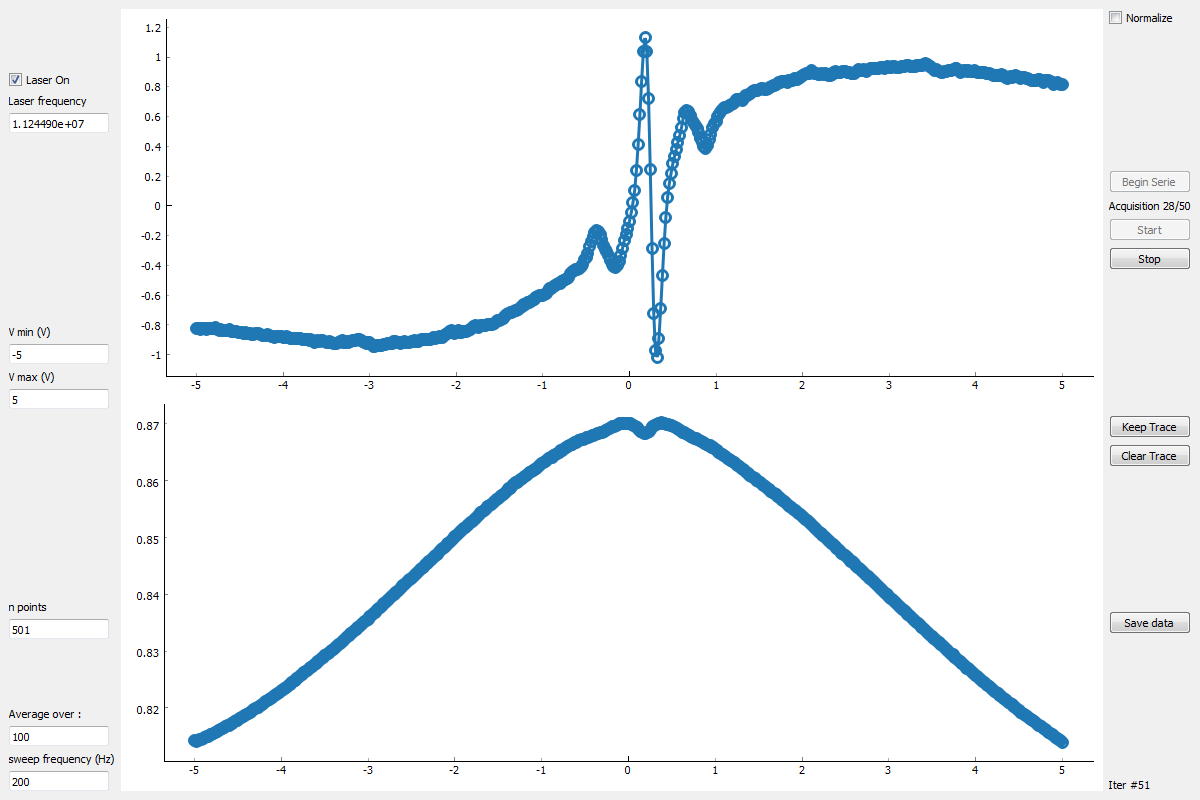 Laser On
Laser frequency
1.124490e+07
V min (V)
-5
V max (V)
5
n points
501
Average over :
100
sweep frequency (Hz)
200
1.2
1
0.8
0.6
0.4
0.2
0
-0.2
-0.4
-0.6
-0.8
-1
-5 -4 -3 -2 -1 0 1 2 3 4 5
0.87
0.86
0.85
0.84
0.83
0.82
-5 -4 -3 -2 -1 0 1 2 3 4 5
Normalize
Begin Serie
Acquisition 28/50
Start
Stop
Keep Trace
Clear Trace
Save data
Iter #51